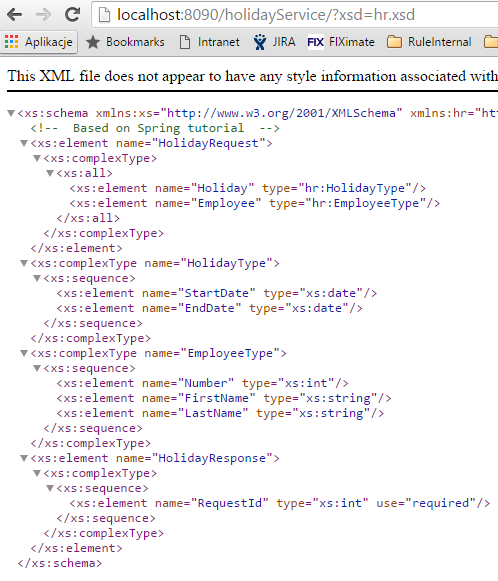 localhost:8090/holidayService/?xsd=hr.xsd
Aplikacje Bookmarks Intranet JIRA FIX FIXimate RuleInternal
This XML file does not appear to have any style information associated with
<xs:schema xmlns:xs="http://www.w3.org/2001/XMLSchema" xmlns:hr="htt
<!-- Based on Spring tutorial -->
<xs:element name="HolidayRequest">
<xs:complexType>
<xs:all>
<xs:element name="Holiday" type="hr:HolidayType"/>
<xs:element name="Employee" type="hr:EmployeeType"/>
</xs:all>
</xs:complexType>
</xs:element>
<xs:complexType name="HolidayType">
<xs:sequence>
<xs:element name="StartDate" type="xs:date"/>
<xs:element name="EndDate" type="xs:date"/>
</xs:sequence>
</xs:complexType>
<xs:complexType name="EmployeeType">
<xs:sequence>
<xs:element name="Number" type="xs:int"/>
<xs:element name="FirstName" type="xs:string"/>
<xs:element name="LastName" type="xs:string"/>
</xs:sequence>
</xs:complexType>
<xs:element name="HolidayResponse">
<xs:complexType>
<xs:sequence>
<xs:element name="RequestId" type="xs:int" use="required"/>
</xs:sequence>
</xs:complexType>
</xs:element>
</xs:schema>